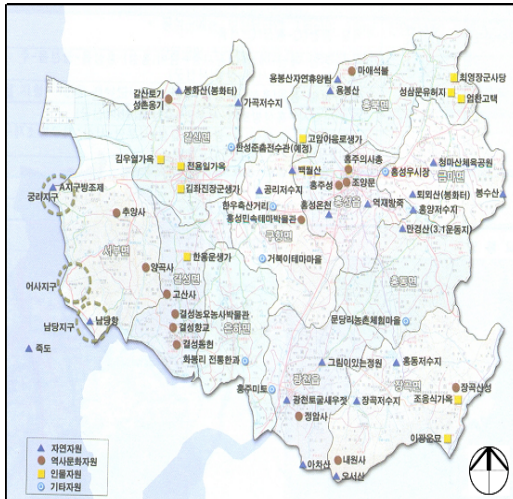 마애석불
용봉산자연휴양림
용봉산
홍북면
최영장군사당
성삼문유허지
엄찬고택
갈산토기
성촌옹기
봉화산(봉화터)
가곡저수지
갈산면
한성준춤전수관(예정)
고암이응로생가
김우열가옥
전용일가옥
김좌진장군생가
백월산
홍주의사총
홍성우시장
청마산체육공원
금마면
A지구방조제
궁리지구
공리저수지
홍주성
조양문
퇴뫼산(봉화터)
봉수산
추양사
한우축산거리
홍성온천
홍성읍
역재방죽
홍양저수지
홍성민속테마박물관
만경산(3.1운동지)
구항면
서부면
한용운생가
거북이테마마을
양곡사
결성면
홍동면
어사지구
고산사
결성농요농사박물관
은하면
문당리농촌체험마을
남당지구
남당항
결성향교
결성동헌
죽도
화봉리 전통한과
그림이있는정원
홍동저수지
광천읍
장곡면
홍주미토
광천토굴새우젓
장곡저수지
장곡산성
조응식가옥
정암사
이광윤묘
아차산
내원사
오서산
자연자원
역사문화자원
인물자원
기타자원